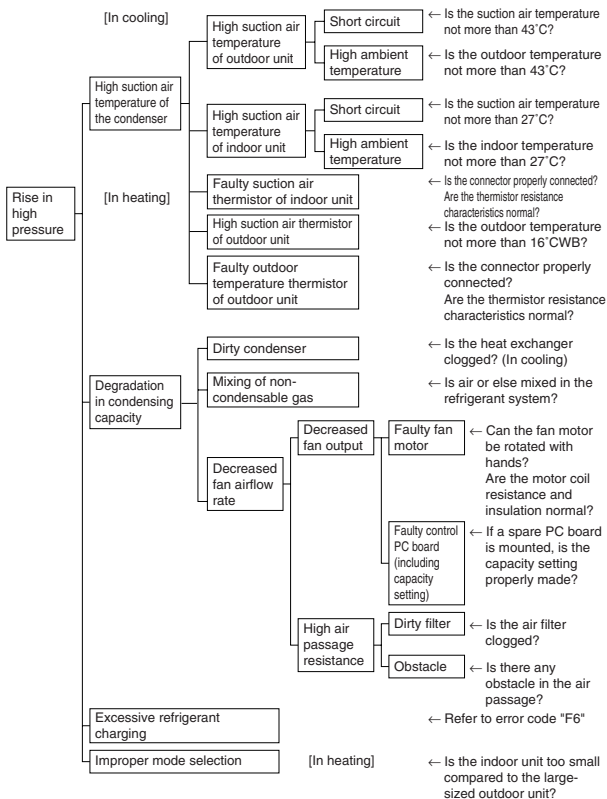 [In cooling]
High suction air
temperature
of outdoor unit
Short circuit
← Is the suction air temperature
not more than 43˚C?
High ambient
temperature
← Is the outdoor temperature
not more than 43˚C?
High suction air
temperature of
the condenser
High suction air
temperature
of indoor unit
Short circuit
← Is the suction air temperature
not more than 27˚C?
High ambient
temperature
← Is the indoor temperature
not more than 27˚C?
Rise in
high
pressure
[In heating]
Faulty suction air
thermistor of indoor unit
← Is the connector properly connected?
Are the thermistor resistance
characteristics normal?
High suction air thermistor
of outdoor unit
← Is the outdoor temperature
not more than 16˚CWB?
Faulty outdoor
temperature thermistor
of outdoor unit
← Is the connector properly
connected?
Are the thermistor resistance
characteristics normal?
Degradation
in condensing
capacity
Dirty condenser
← Is the heat exchanger
clogged? (In cooling)
Mixing of non-
condensable gas
← Is air or else mixed in the
refrigerant system?
Decreased
fan airflow
rate
Decreased
fan output
Faulty fan
motor
← Can the fan motor
be rotated with
hands?
Are the motor coil
resistance and
insulation normal?
Faulty control
PC board
(including
capacity
setting)
← If a spare PC board
is mounted, is the
capacity setting
properly made?
High air
passage
resistance
Dirty filter
← Is the air filter
clogged?
Obstacle
← Is there any
obstacle in the air
passage?
Excessive refrigerant
charging
← Refer to error code "F6"
Improper mode selection
[In heating]
← Is the indoor unit too small
compared to the large-
sized outdoor unit?